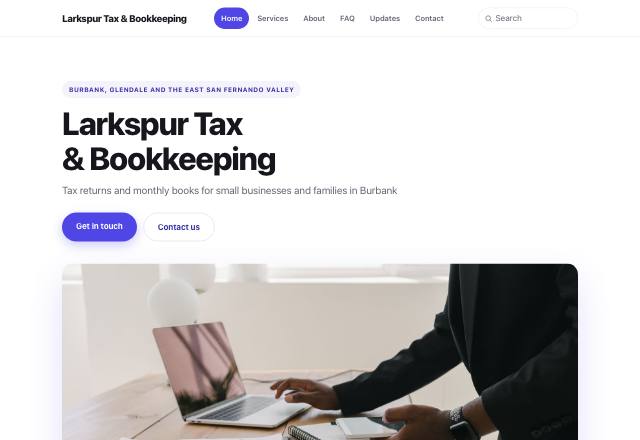 Larkspur Tax & Bookkeeping
Home
Services
About
FAQ
Updates
Contact
Search
BURBANK, GLENDALE AND THE EAST SAN FERNANDO VALLEY
Larkspur Tax
& Bookkeeping
Tax returns and monthly books for small businesses and families in Burbank
Get in touch
Contact us